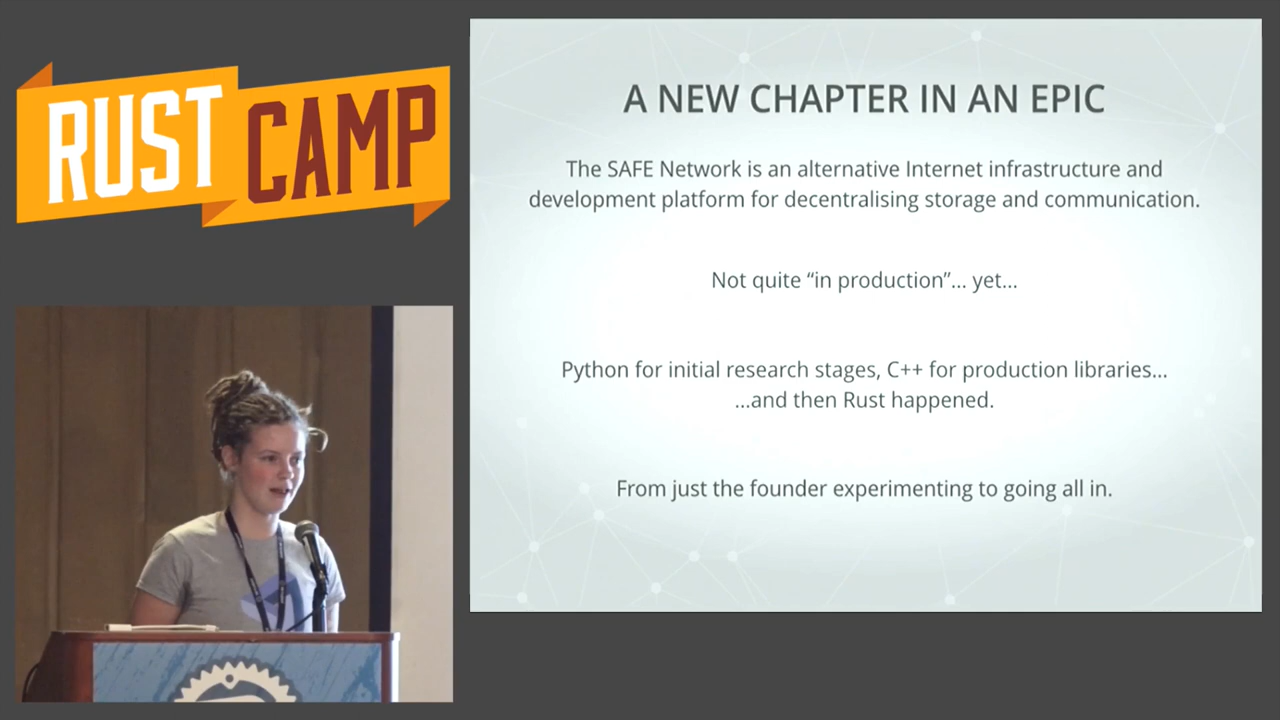 RUST CAMP
A NEW CHAPTER IN AN EPIC
The SAFE Network is an alternative Internet infrastructure and
development platform for decentralising storage and communication.
Not quite “in production”... yet...
Python for initial research stages, C++ for production libraries...
...and then Rust happened.
From just the founder experimenting to going all in.